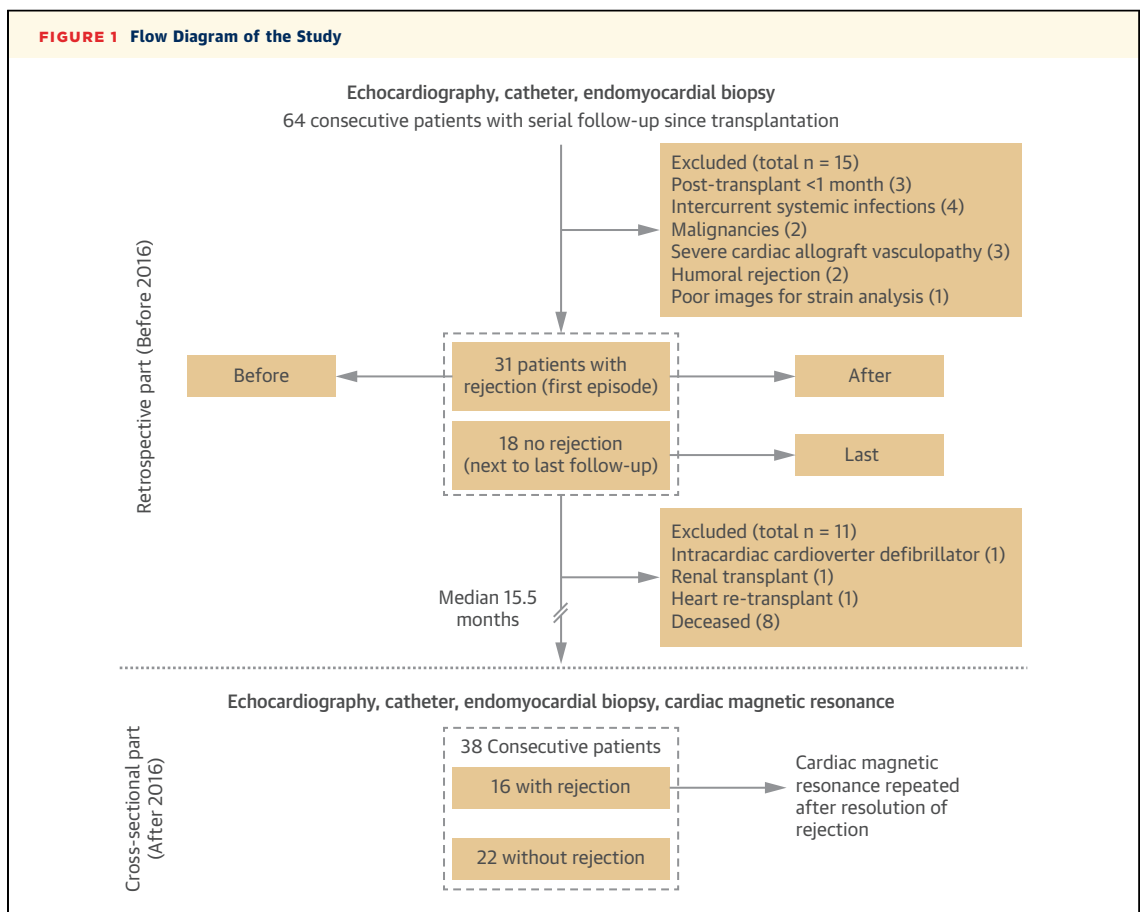 FIGURE 1 Flow Diagram of the Study
Echocardiography, catheter, endomyocardial biopsy
64 consecutive patients with serial follow-up since transplantation
Retrospective part (Before 2016)
Excluded (total n = 15)
Post-transplant <1 month (3)
Intercurrent systemic infections (4)
Malignancies (2)
Severe cardiac allograft vasculopathy (3)
Humoral rejection (2)
Poor images for strain analysis (1)
Before
31 patients with
rejection (first episode)
After
18 no rejection
(next to last follow-up)
Last
Excluded (total n = 11)
Intracardiac cardioverter defibrillator (1)
Renal transplant (1)
Heart re-transplant (1)
Deceased (8)
Median 15.5
months
Echocardiography, catheter, endomyocardial biopsy, cardiac magnetic resonance
Cross-sectional part
(After 2016)
38 Consecutive patients
16 with rejection
22 without rejection
Cardiac magnetic
resonance repeated
after resolution of
rejection